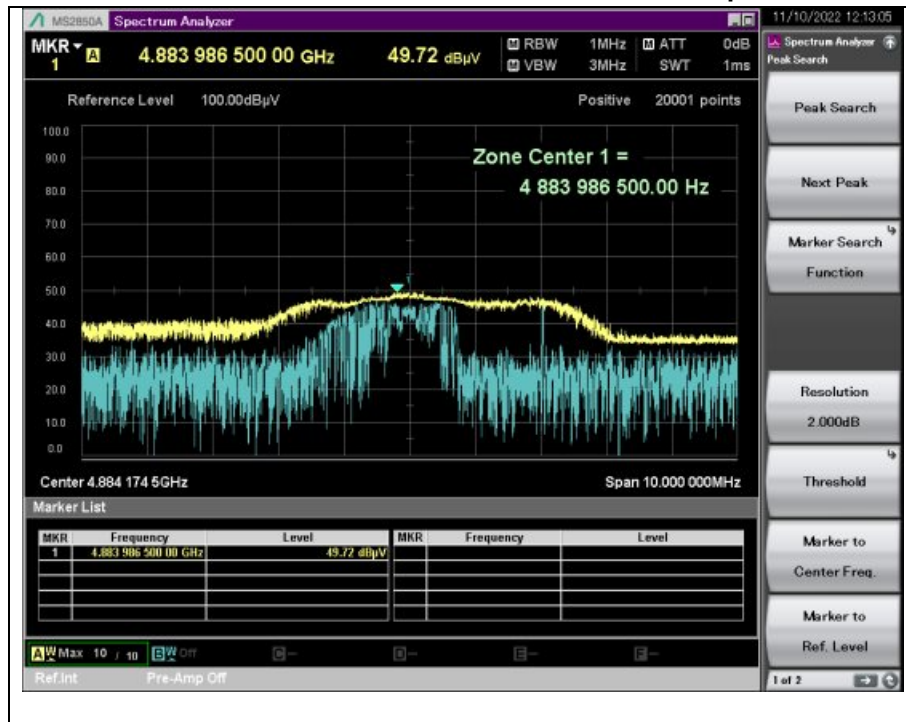 MS2850A Spectrum Analyzer
11/10/2022 12:13:05
MKR 1 A 4.883 986 500 00 GHz 49.72 dBµV
M RBW 1MHz M ATT 0dB
M VBW 3MHz SWT 1ms
Spectrum Analyzer
Peak Search
Reference Level 100.00dBµV Positive 20001 points
Zone Center 1 =
4 883 986 500.00 Hz
100.0
90.0
80.0
70.0
60.0
50.0
40.0
30.0
20.0
10.0
0.0
1
Center 4.884 174 5GHz Span 10.000 000MHz
Marker List
MKR Frequency Level MKR Frequency Level
1 4.883 986 500 00 GHz 49.72 dBµV
A W Max 10 / 10 B W Off C -- D -- E -- F --
Ref.Int Pre-Amp Off
Peak Search
Next Peak
Marker Search
Function
Resolution
2.000dB
Threshold
Marker to
Center Freq.
Marker to
Ref. Level
1 of 2